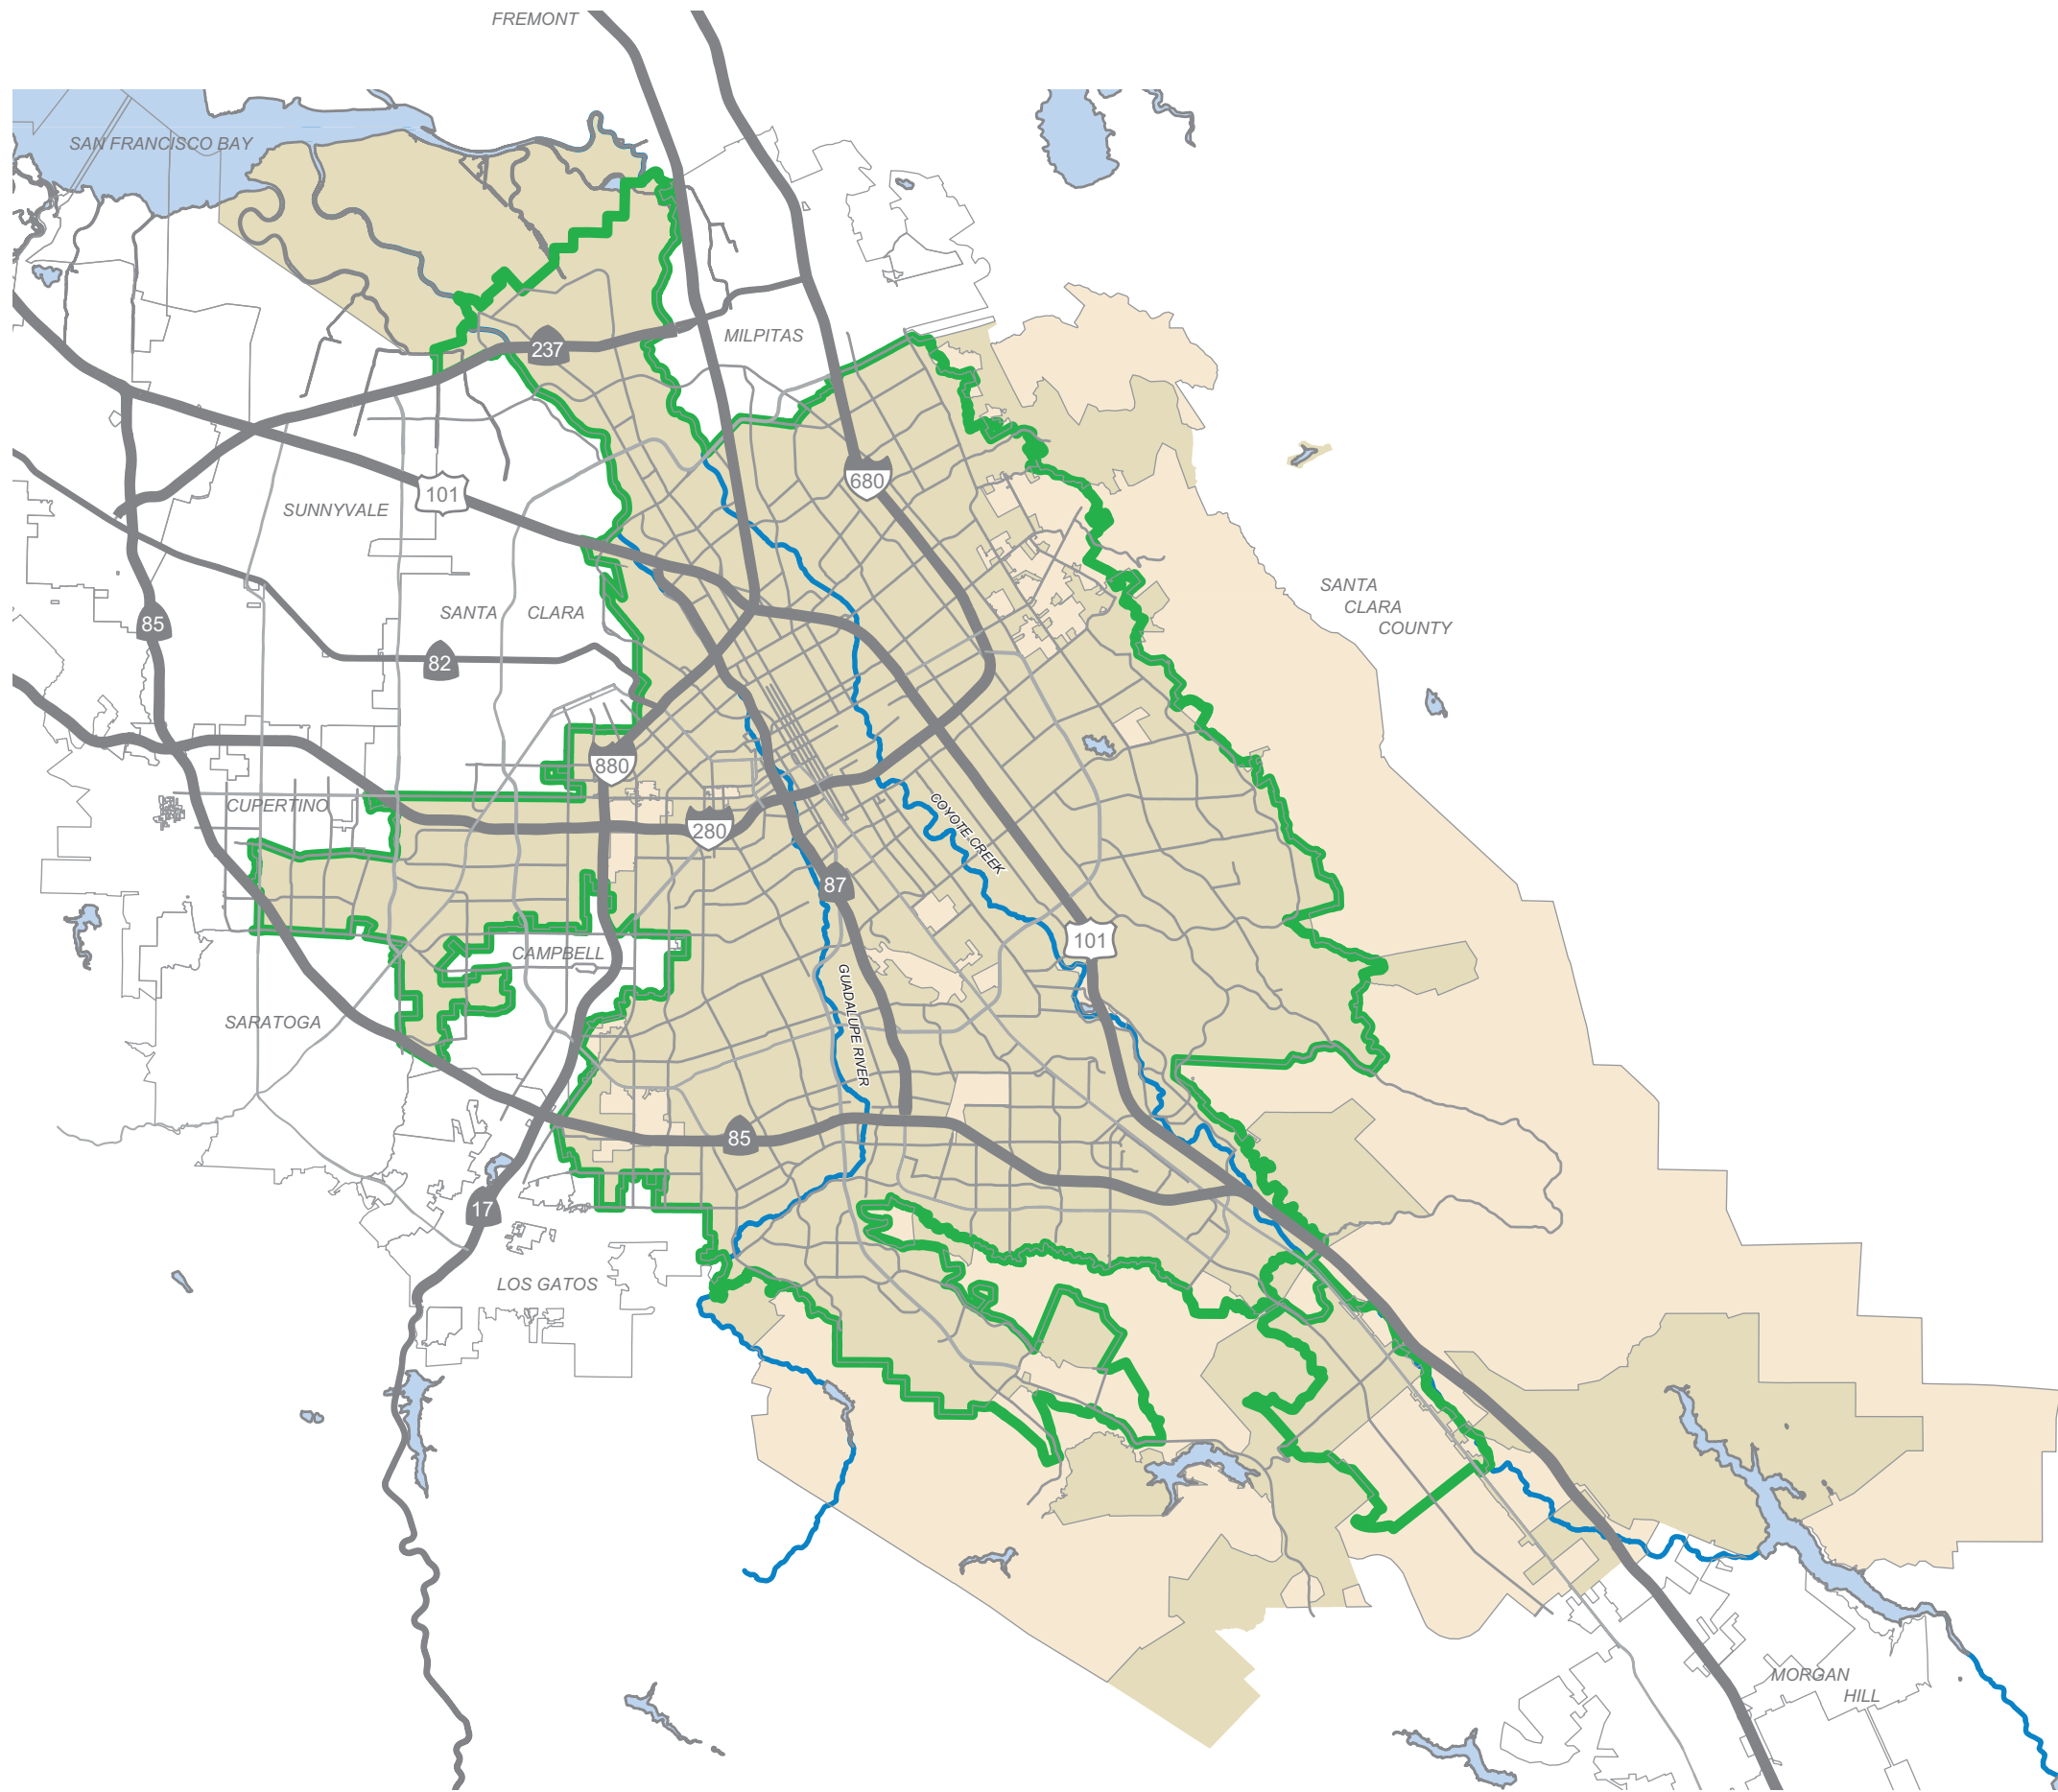 FREMONT
SAN FRANCISCO BAY
MILPITAS
237
680
101
SUNNYVALE
SANTA
CLARA
COUNTY
SANTA CLARA
85
82
880
CUPERTINO
280
COYOTE CREEK
87
101
CAMPBELL
SARATOGA
GUADALUPE RIVER
85
17
LOS GATOS
MORGAN
HILL